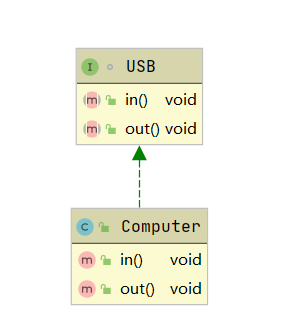 I USB
m in() void
m out() void
C Computer
m in() void
m out() void